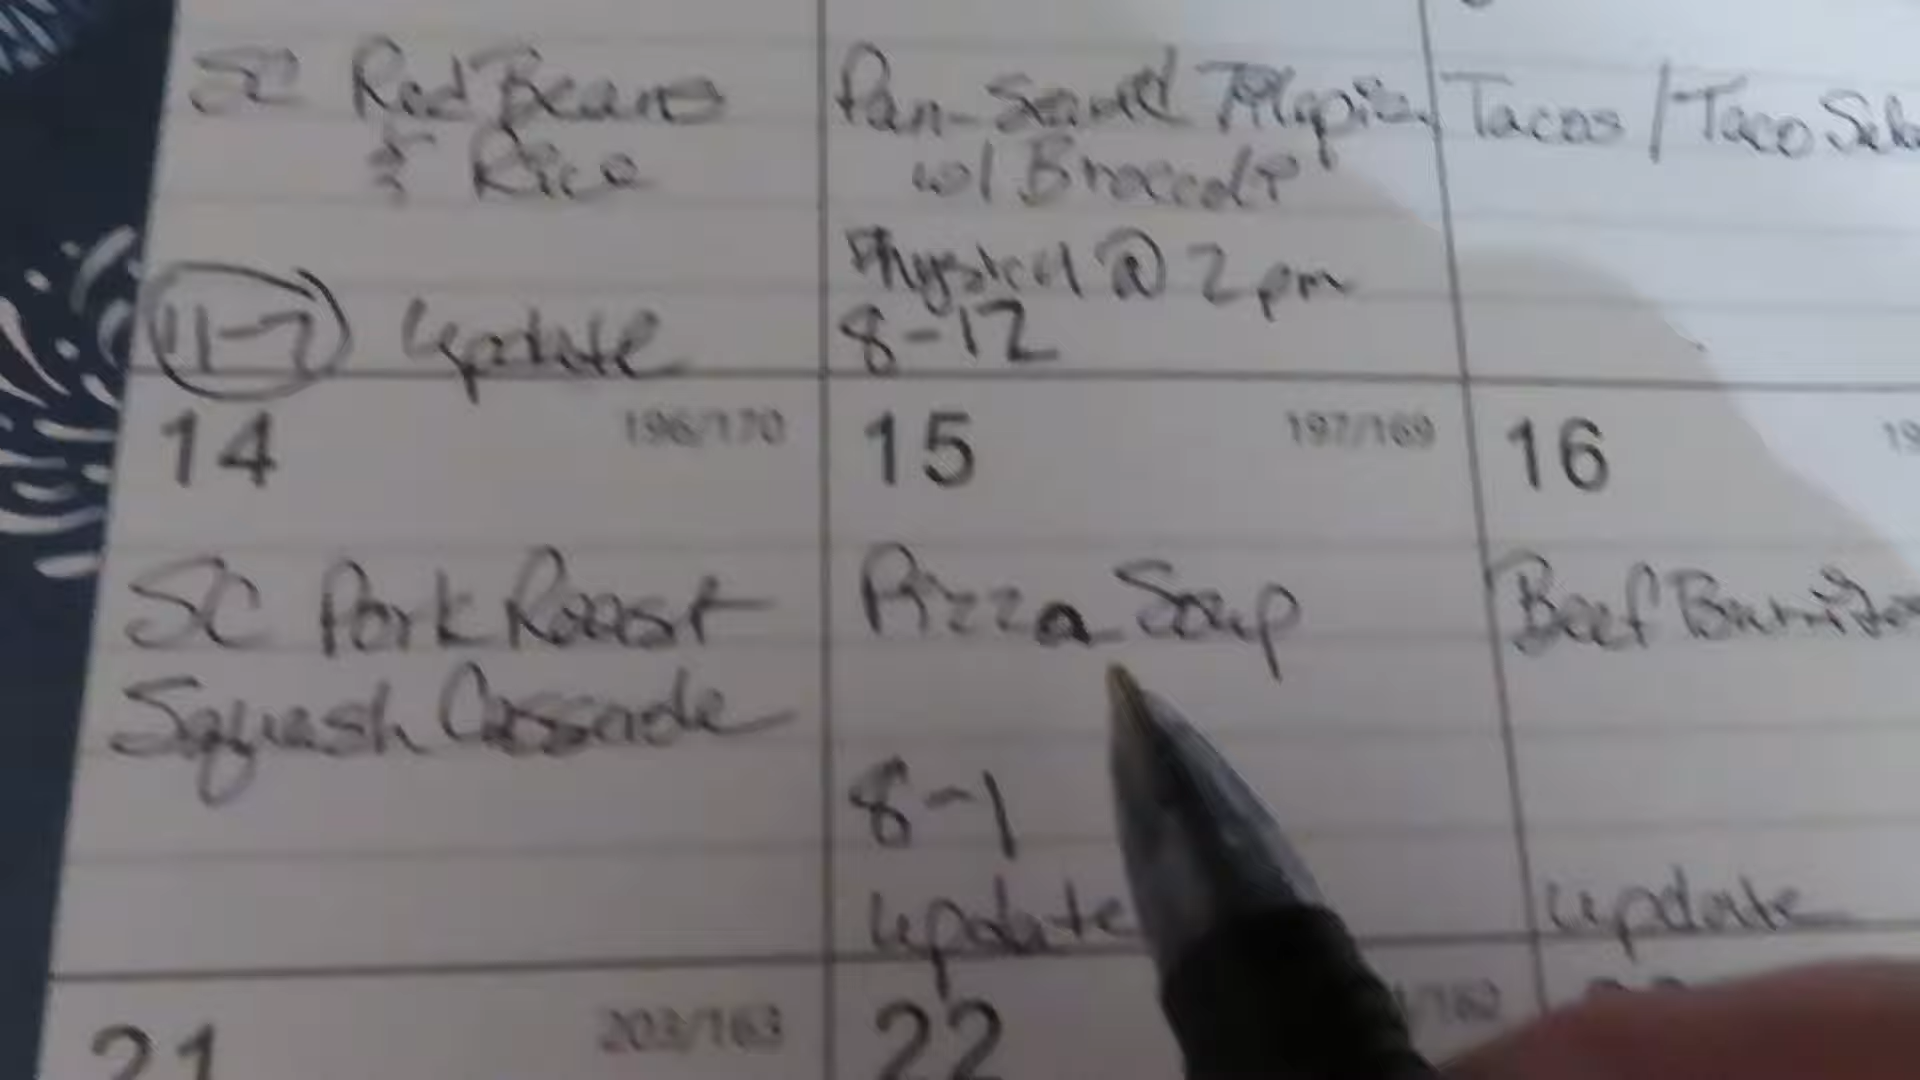 SC Red Beans
& Rice
11-7 update
Pan-Seared Tilapia
w/ Broccoli
Physical @ 2pm
8-12
Tacos / Taco
14 196/170
SC Pork Roast
Squash Casserole
15 197/169
Pizza Soup
8-1
update
16
Beef Burritos
update
21 203/163
22